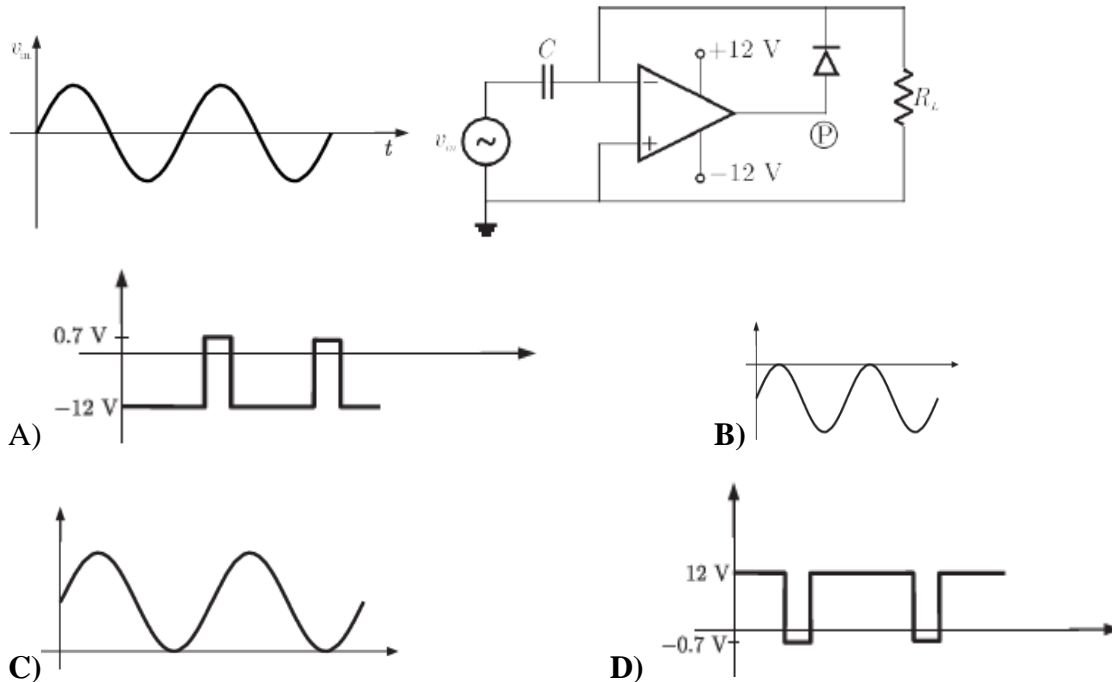 v_in
t
C
+12 V
−
+
v_in
−12 V
P
R_L
0.7 V
−12 V
A)
B)
C)
12 V
−0.7 V
D)